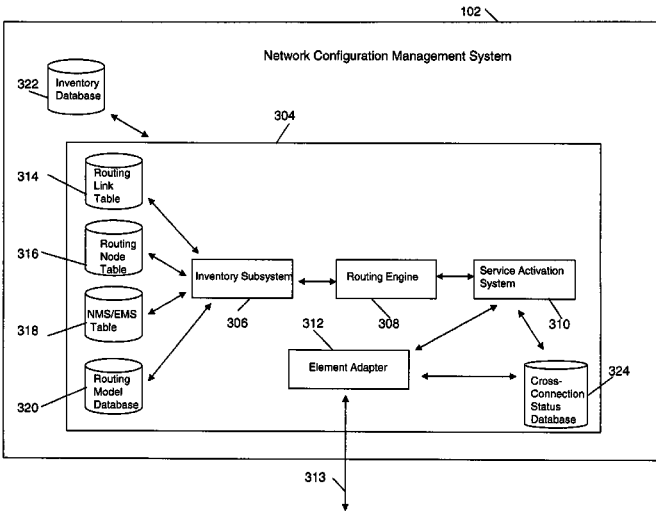 102
Network Configuration Management System
322
Inventory
Database
304
314
Routing
Link
Table
316
Routing
Node
Table
318
NMS/EMS
Table
320
Routing
Model
Database
Inventory Subsystem
306
Routing Engine
308
Service Activation
System
310
312
Element Adapter
324
Cross-
Connection
Status
Database
313